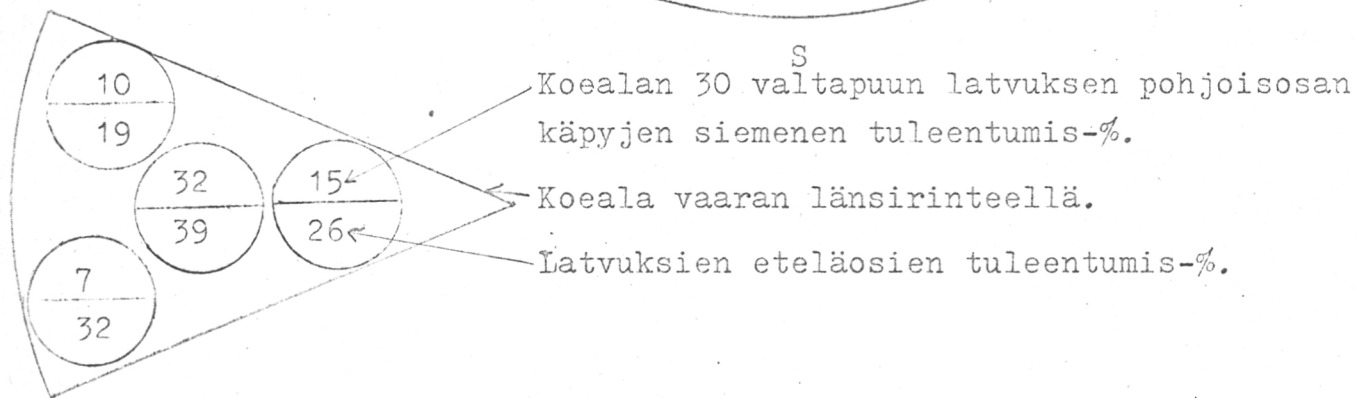 S
10
19
32
39
15
26
7
32
Koealan 30 valtapuun latvuksen pohjoisosan
käpyjen siemenen tuleentumis-%.
Koeala vaaran länsirinteellä.
Latvuksien eteläosien tuleentumis-%.